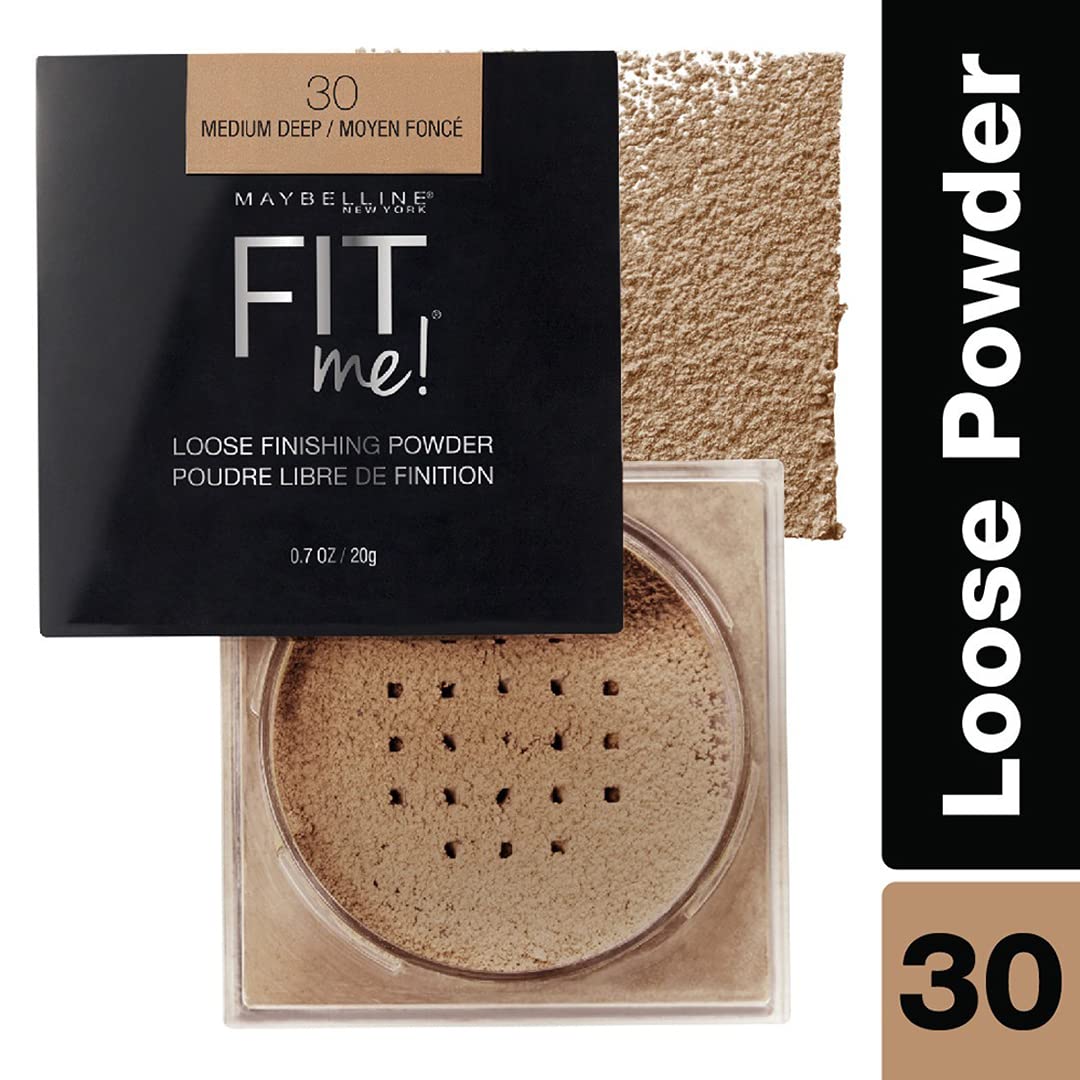 30
MEDIUM DEEP / MOYEN FONCÉ
MAYBELLINE®
NEW YORK
FIT
me!®
LOOSE FINISHING POWDER
POUDRE LIBRE DE FINITION
0.7 OZ / 20g
Loose Powder
30